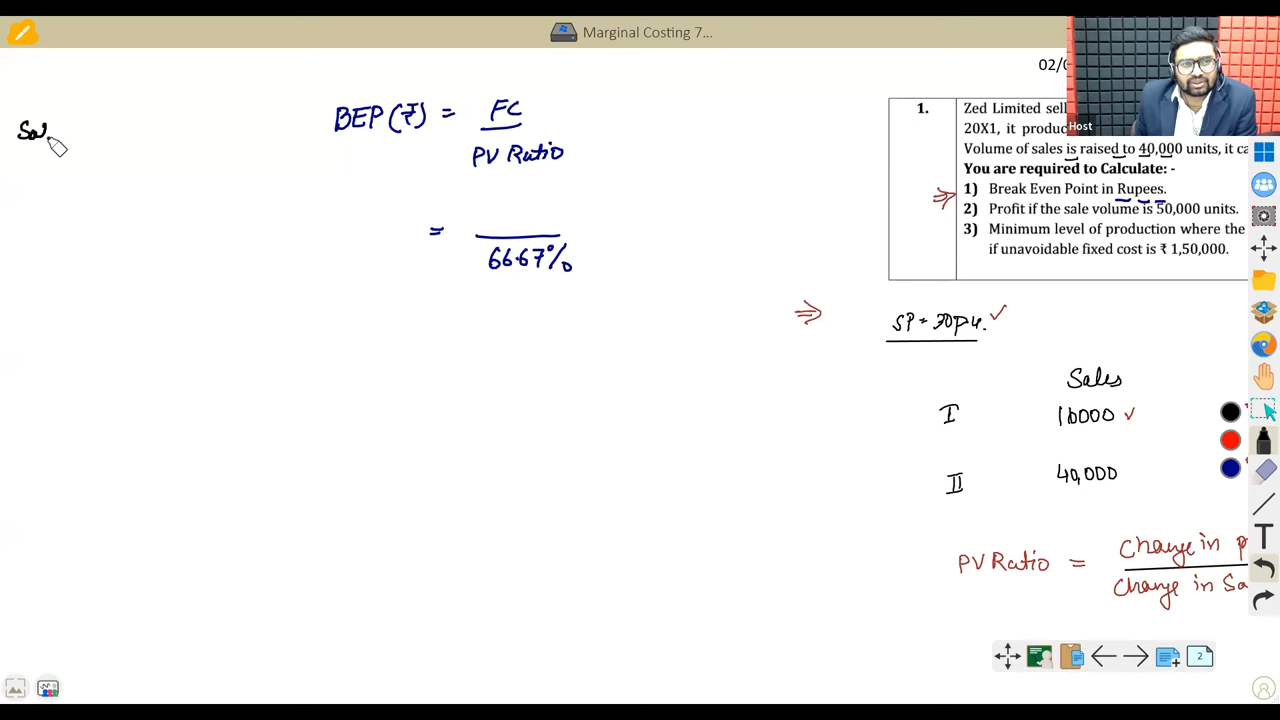 Marginal Costing 7...
02/0
Host
1. Zed Limited sell
20X1, it produc
Volume of sales is raised to 40,000 units, it ca
You are required to Calculate: -
1) Break Even Point in Rupees.
2) Profit if the sale volume is 50,000 units.
3) Minimum level of production where the
if unavoidable fixed cost is ₹ 1,50,000.
BEP (₹) = FC
PV Ratio
= 66.67%
⇒ SP = 30 p.u. ✓
Sales
I 16000 ✓
II 40,000
PV Ratio = Change in p
Change in Sa
2